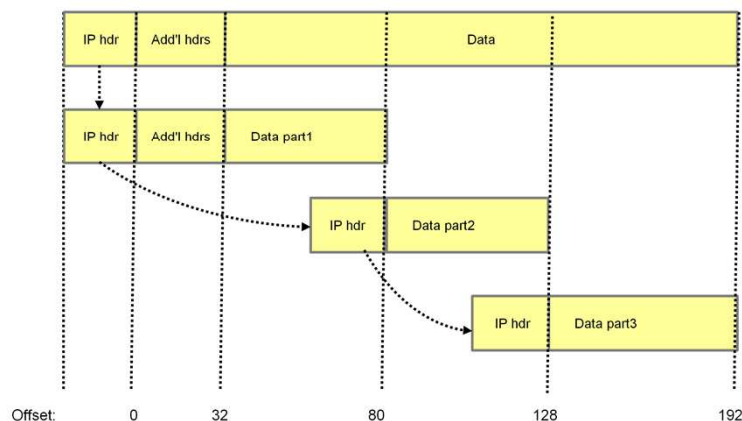 IP hdr Add'l hdrs Data
IP hdr Add'l hdrs Data part1
IP hdr Data part2
IP hdr Data part3
Offset: 0 32 80 128 192